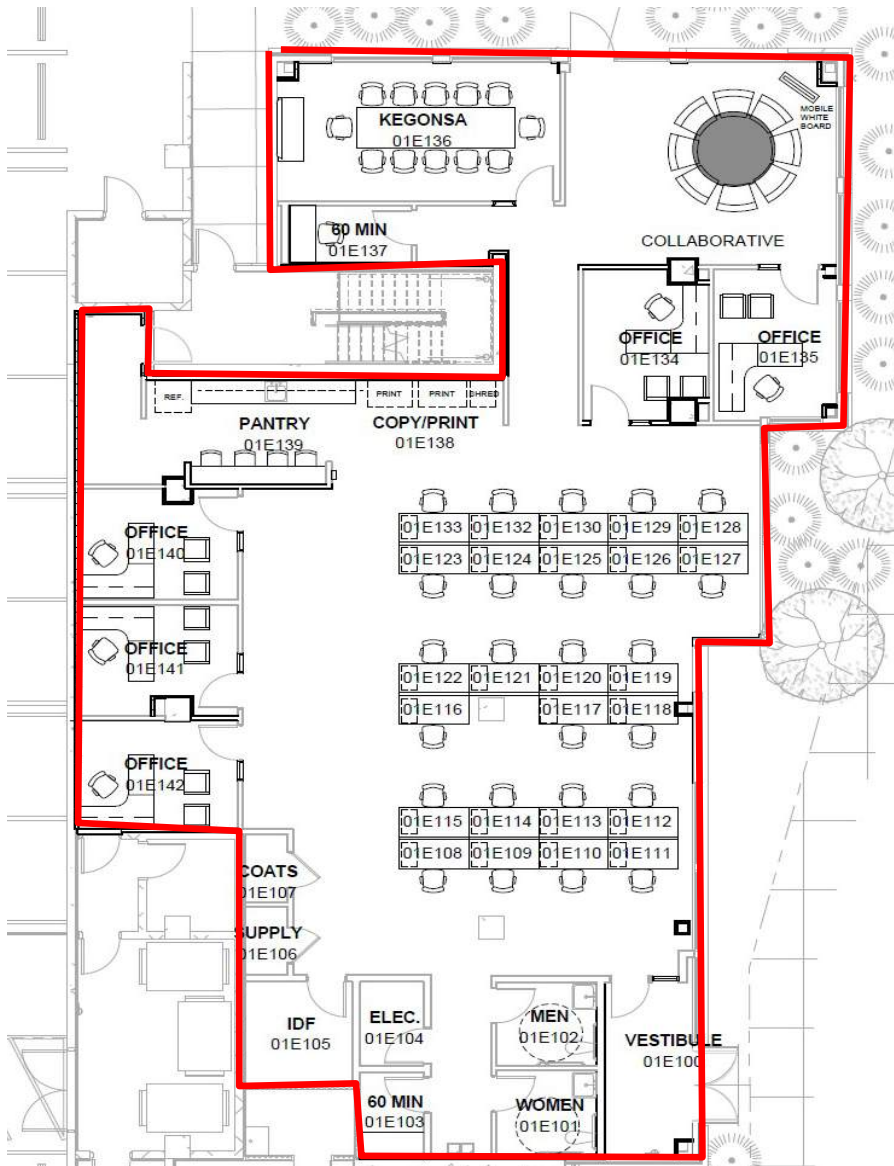 KEGONSA
01E136
MOBILE
WHITE
BOARD
60 MIN
01E137
COLLABORATIVE
OFFICE
01E134
OFFICE
01E135
REF.
PRINT
PRINT
SHRED
PANTRY
01E139
COPY/PRINT
01E138
01E133 01E132 01E130 01E129 01E128
01E123 01E124 01E125 01E126 01E127
OFFICE
01E140
OFFICE
01E141
01E122 01E121 01E120 01E119
01E116 01E117 01E118
OFFICE
01E142
01E115 01E114 01E113 01E112
01E108 01E109 01E110 01E111
COATS
01E107
SUPPLY
01E106
IDF
01E105
ELEC.
01E104
MEN
01E102
VESTIBULE
01E100
60 MIN
01E103
WOMEN
01E101